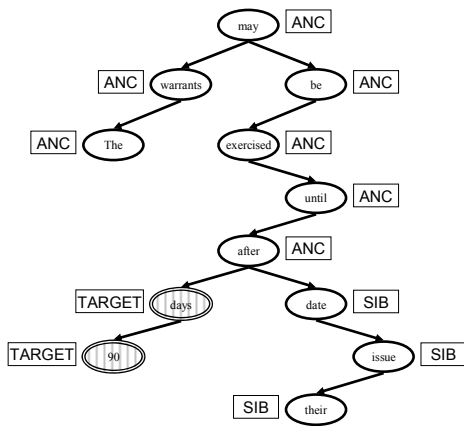 may ANC
ANC warrants be ANC
ANC The exercised ANC
until ANC
after ANC
TARGET days date SIB
TARGET 90 issue SIB
SIB their